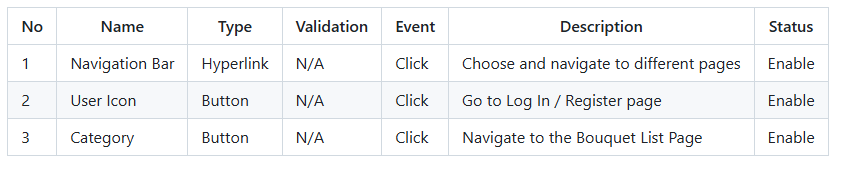 No Name Type Validation Event Description Status
1 Navigation Bar Hyperlink N/A Click Choose and navigate to different pages Enable
2 User Icon Button N/A Click Go to Log In / Register page Enable
3 Category Button N/A Click Navigate to the Bouquet List Page Enable